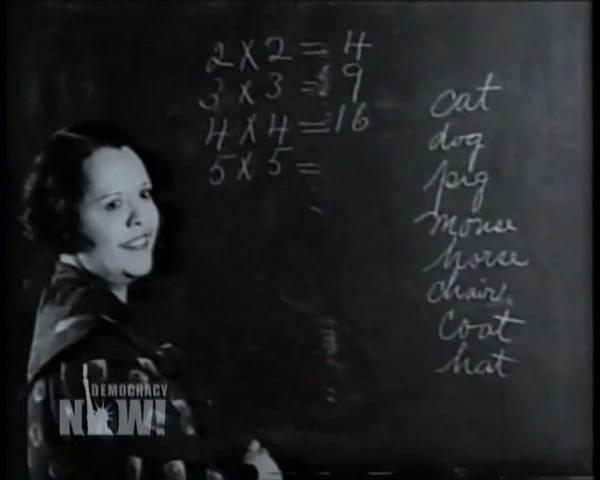 2 X 2 = 4
3 X 3 = 9
4 X 4 = 16
5 X 5 =
cat
dog
pig
mouse
horse
chair
coat
hat
DEMOCRACY
NOW!